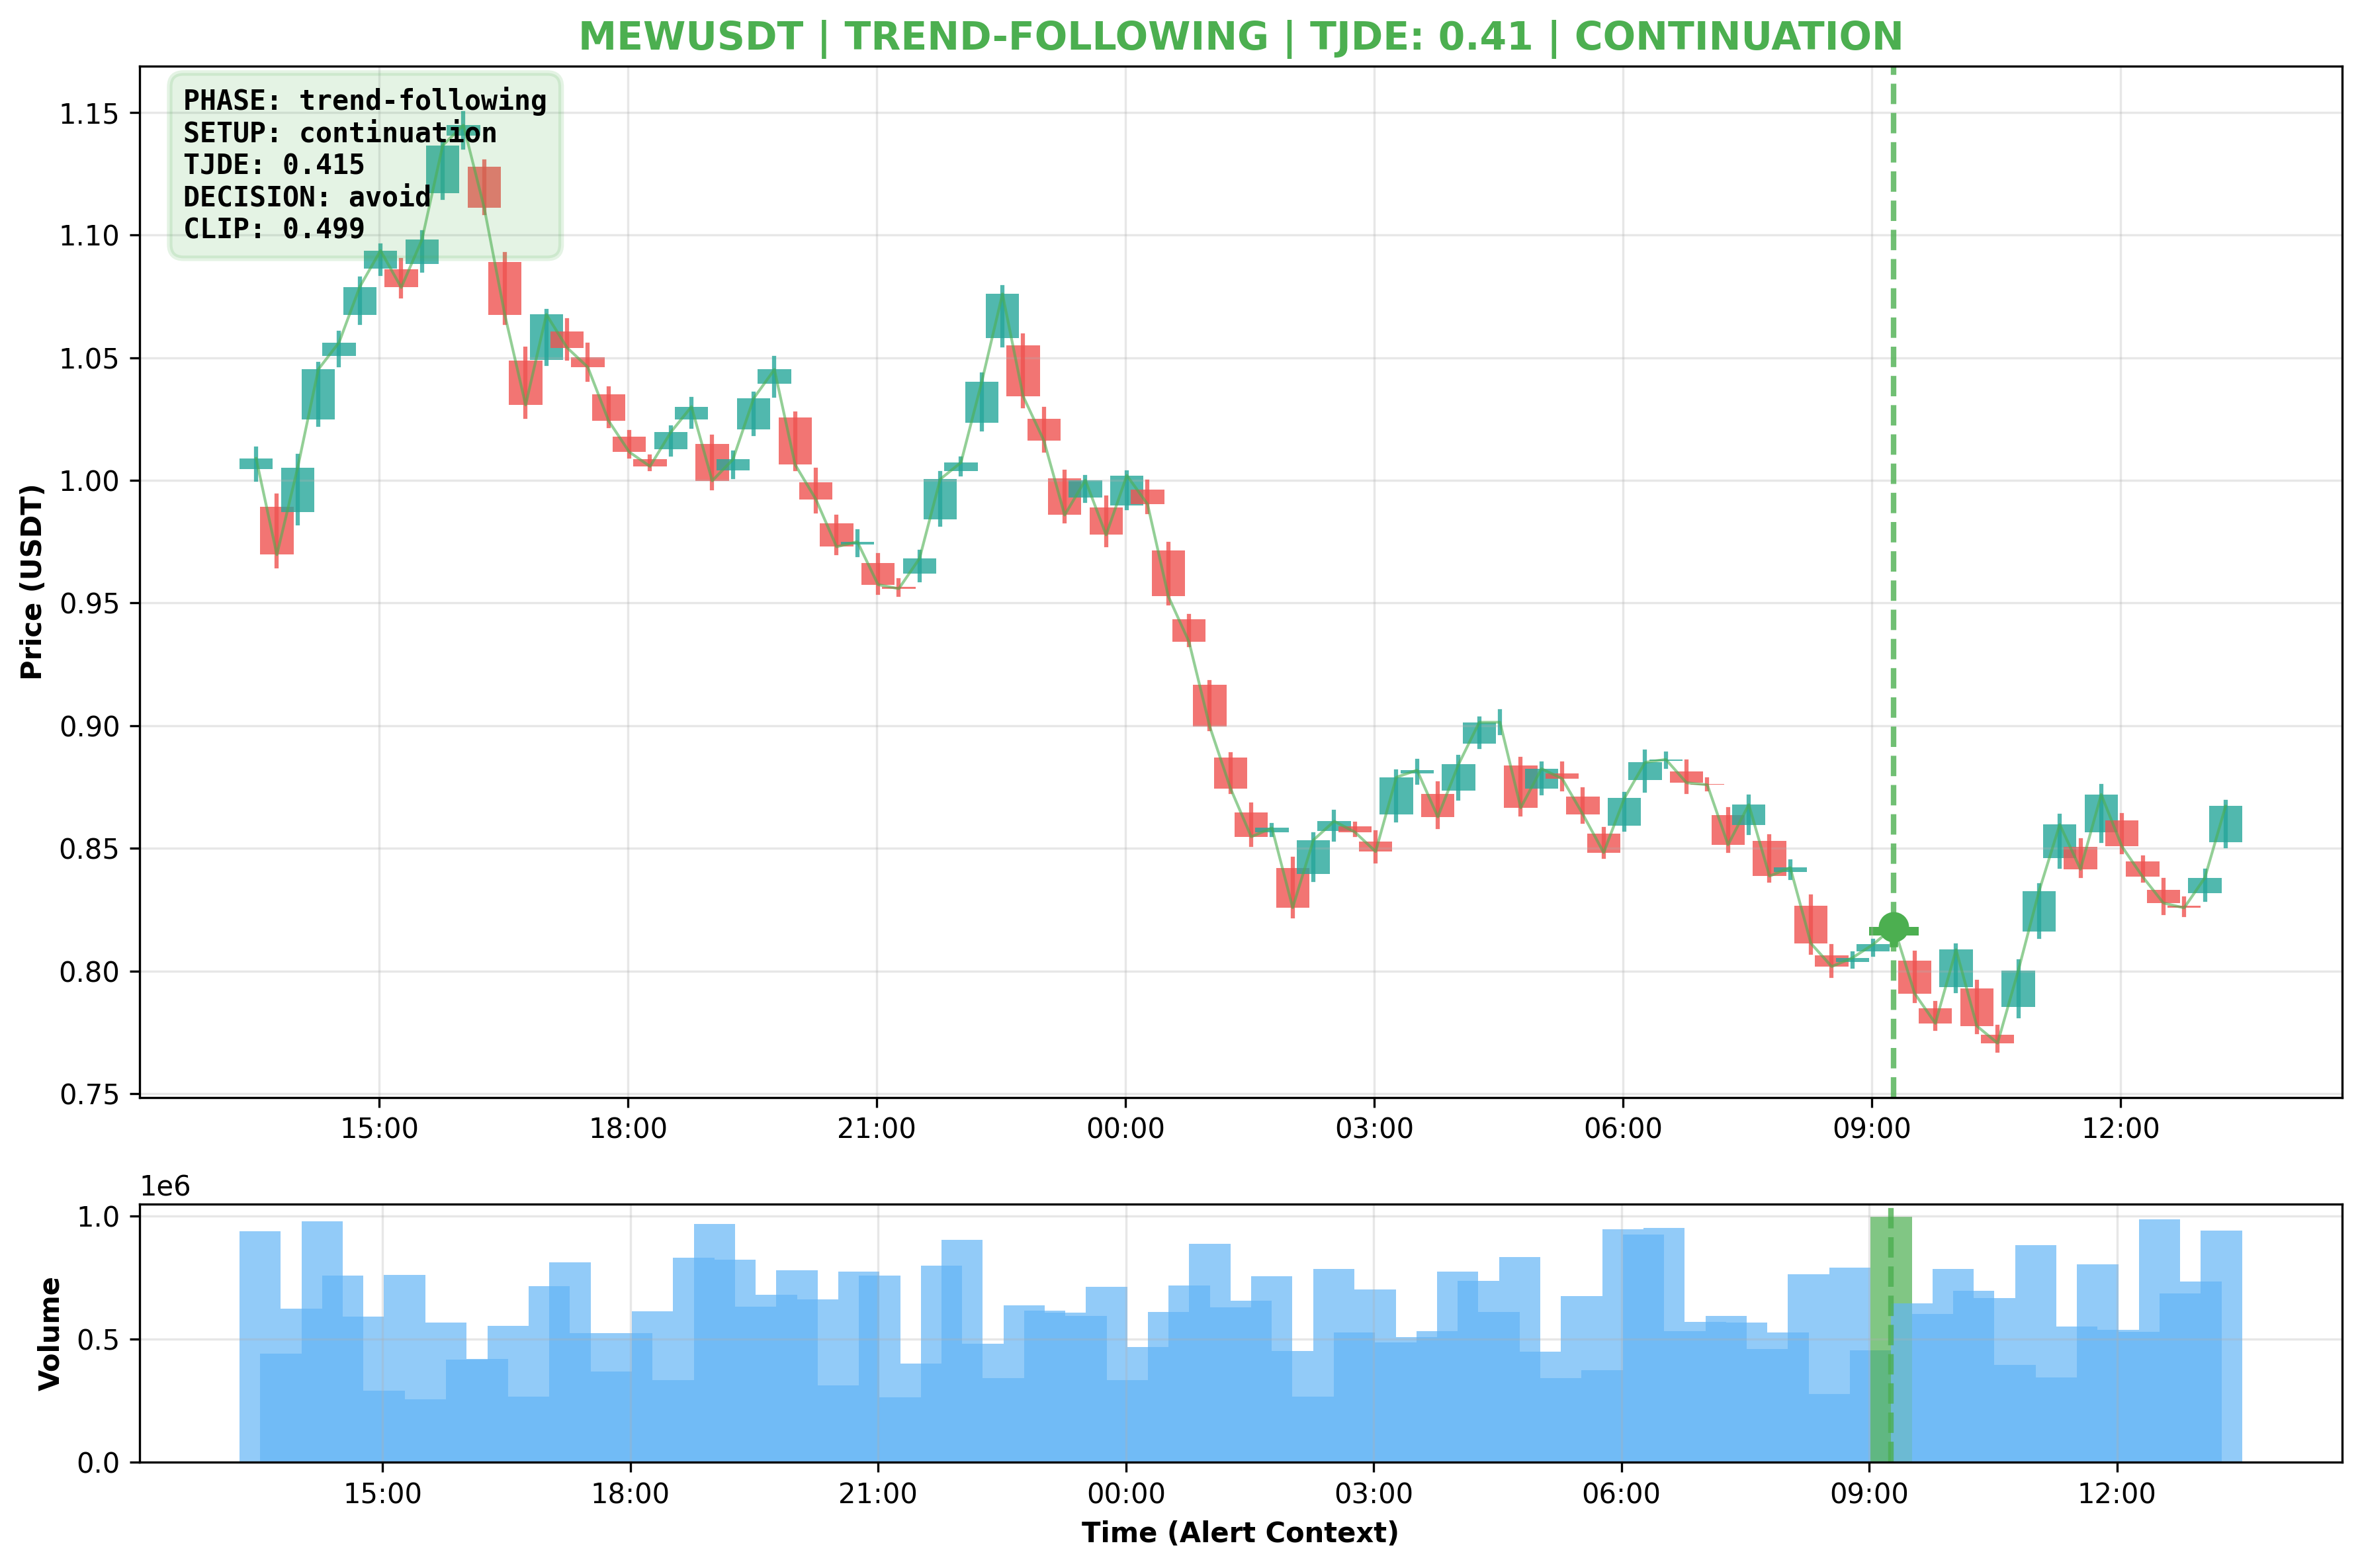 MEWUSDT | TREND-FOLLOWING | TJDE: 0.41 | CONTINUATION
PHASE: trend-following
SETUP: continuation
TJDE: 0.415
DECISION: avoid
CLIP: 0.499
Price (USDT)
1.15
1.10
1.05
1.00
0.95
0.90
0.85
0.80
0.75
15:00 18:00 21:00 00:00 03:00 06:00 09:00 12:00
1e6
Volume
1.0
0.5
0.0
15:00 18:00 21:00 00:00 03:00 06:00 09:00 12:00
Time (Alert Context)